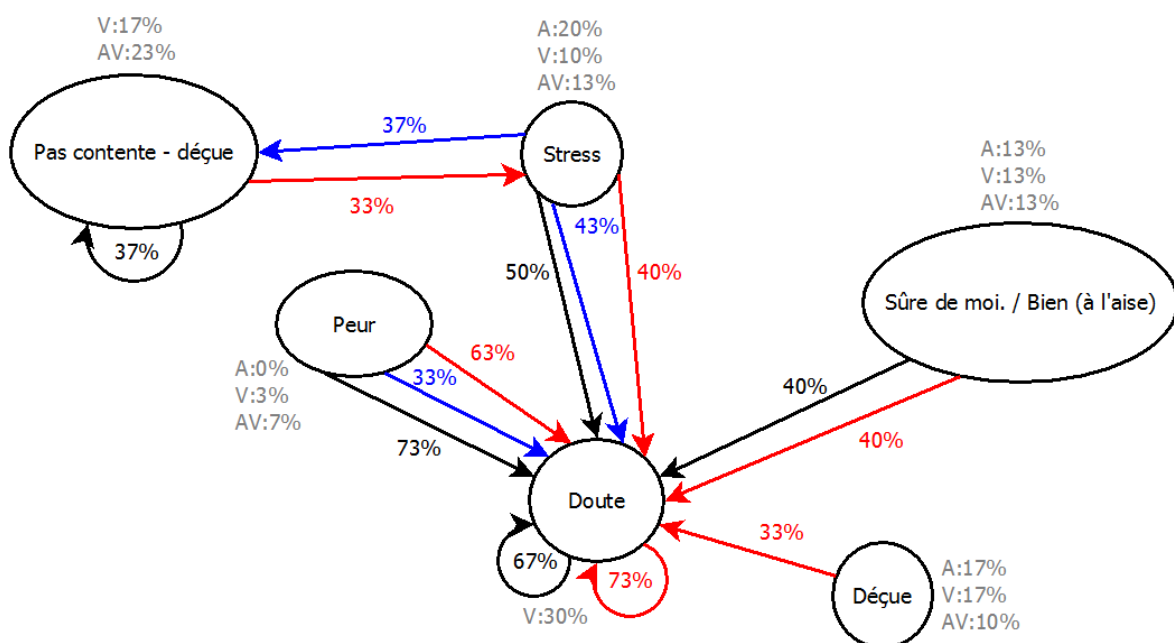 V:17%
AV:23%
A:20%
V:10%
AV:13%
37%
Pas contente - déçue
Stress
A:13%
V:13%
AV:13%
33%
43%
37%
50%
40%
Sûre de moi. / Bien (à l'aise)
Peur
63%
A:0%
V:3%
AV:7%
33%
40%
73%
40%
Doute
33%
67%
73%
V:30%
Déçue
A:17%
V:17%
AV:10%